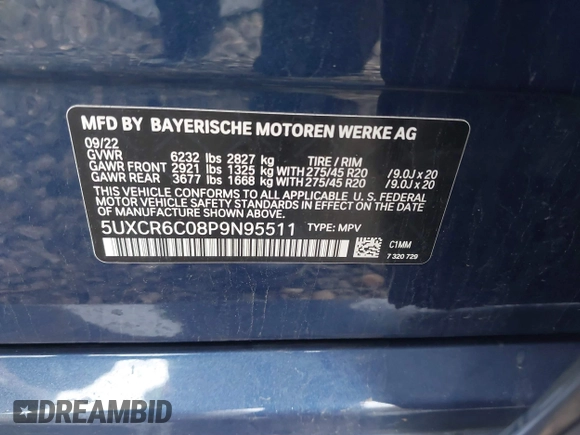 MFD BY BAYERISCHE MOTOREN WERKE AG
09/22
GVWR 6232 lbs 2827 kg TIRE / RIM
GAWR FRONT 2921 lbs 1325 kg WITH 275/45 R20 /9.0J x 20
GAWR REAR 3677 lbs 1668 kg WITH 275/45 R20 /9.0J x 20
THIS VEHICLE CONFORMS TO ALL APPLICABLE U. S. FEDERAL
MOTOR VEHICLE SAFETY STANDARDS IN EFFECT ON THE DATE OF
MANUFACTURE SHOWN ABOVE.
5UXCR6C08P9N95511 TYPE: MPV
C1MM
7 320 729
DREAMBID